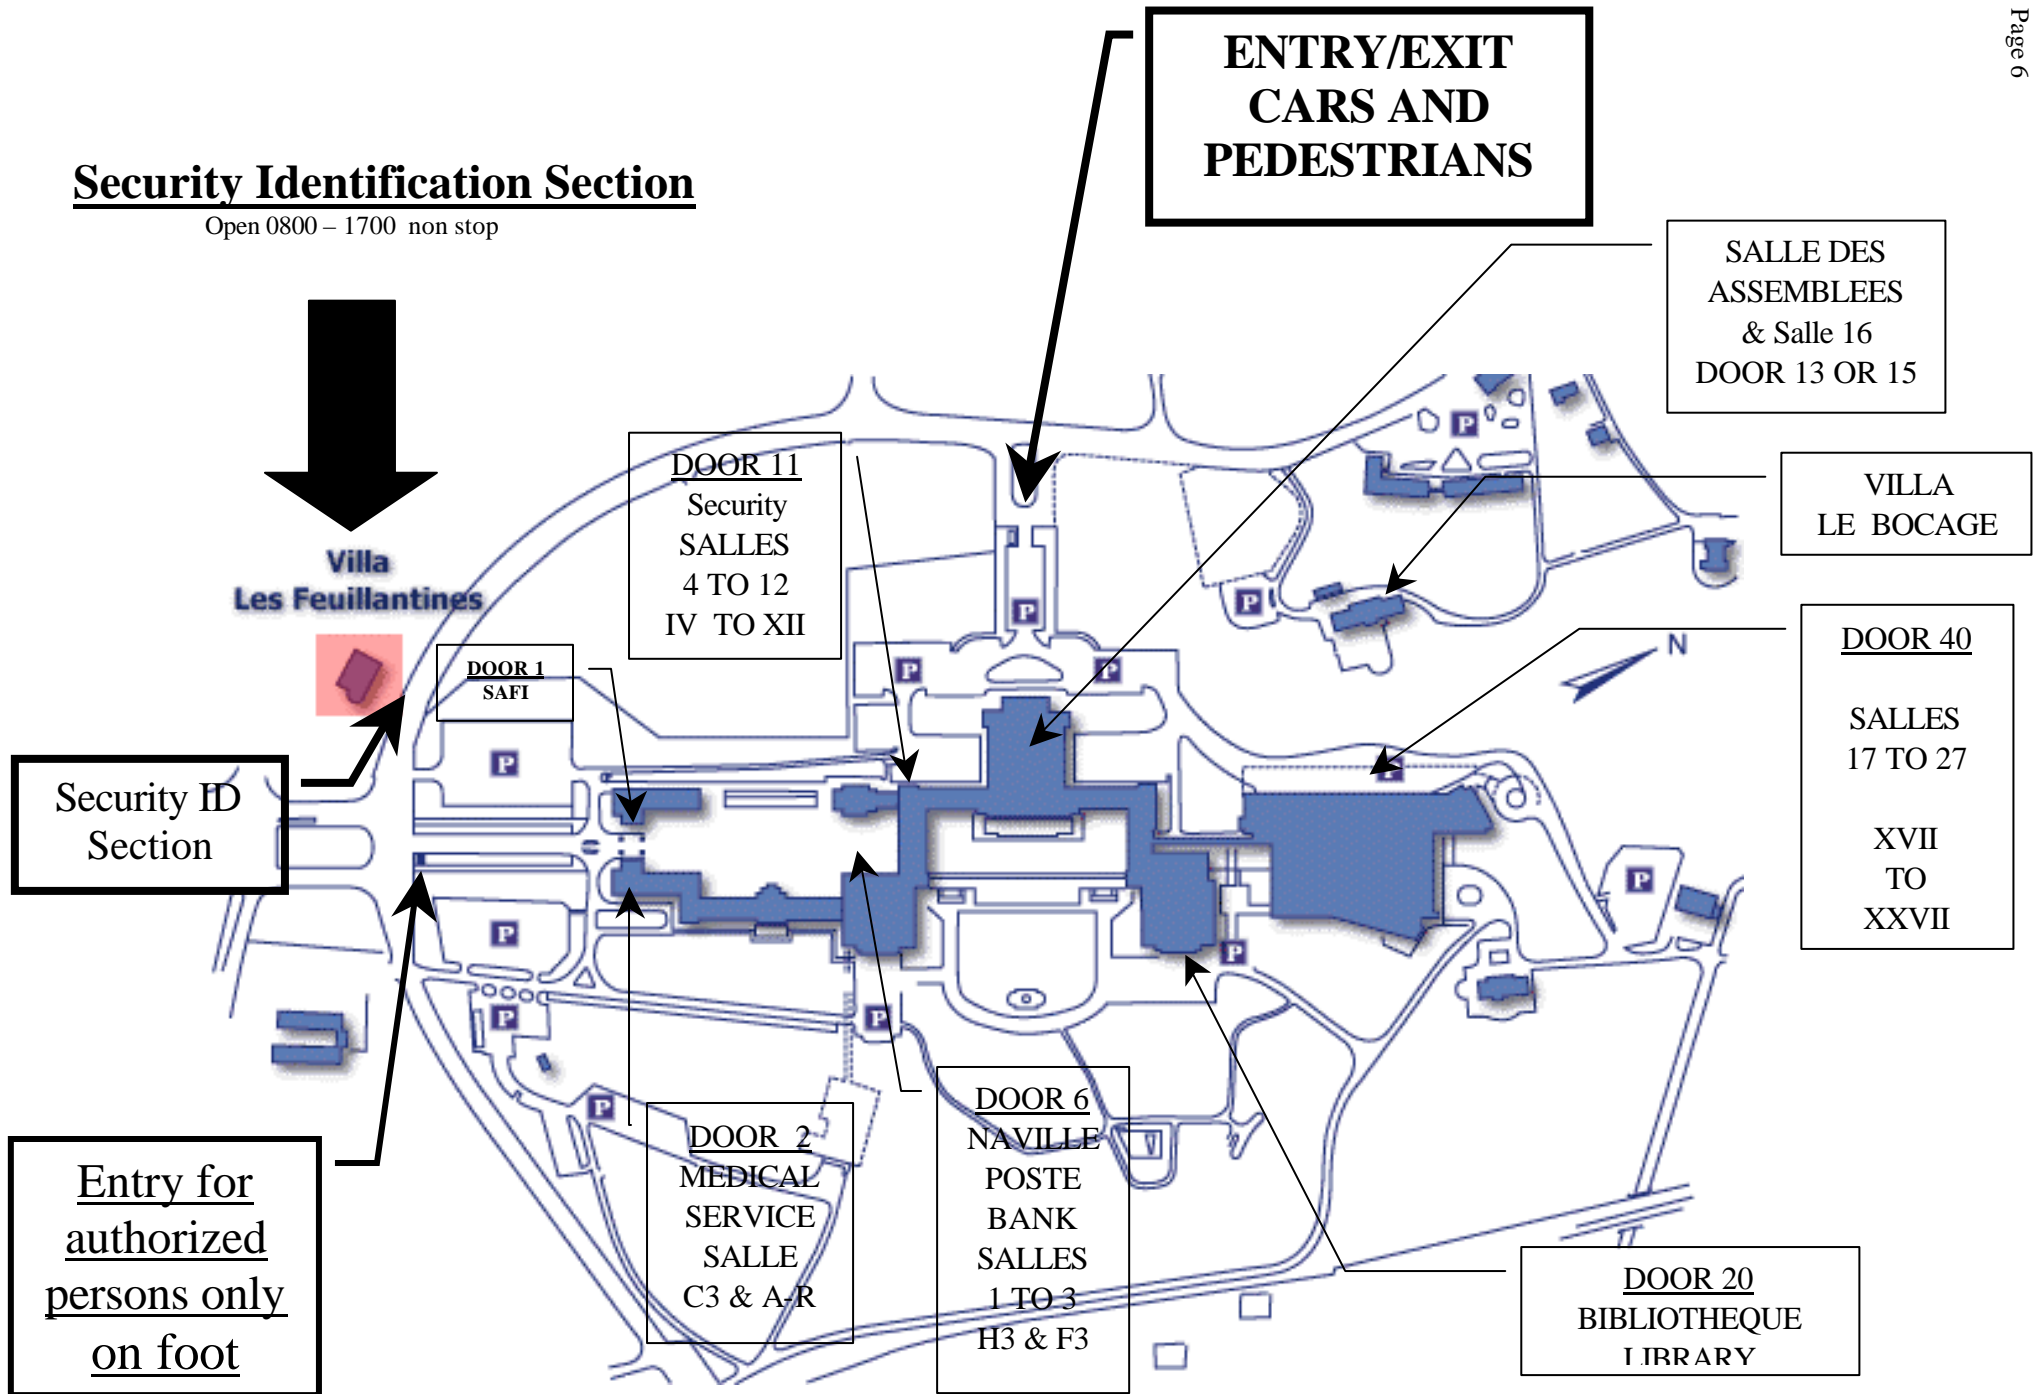 Page 6
ENTRY/EXIT
CARS AND
PEDESTRIANS
Security Identification Section
Open 0800 – 1700 non stop
SALLE DES
ASSEMBLEES
& Salle 16
DOOR 13 OR 15
DOOR 11
Security
SALLES
4 TO 12
IV TO XII
VILLA
LE BOCAGE
Villa
Les Feuillantines
DOOR 1
SAFI
N
DOOR 40
SALLES
17 TO 27
XVII
TO
XXVII
Security ID
Section
P
P
P
P
P
P
P
P
P
P
P
P
P
Entry for
authorized
persons only
on foot
DOOR 2
MEDICAL
SERVICE
SALLE
C3 & A-R
DOOR 6
NAVILLE
POSTE
BANK
SALLES
1 TO 3
H3 & F3
DOOR 20
BIBLIOTHEQUE
LIBRARY